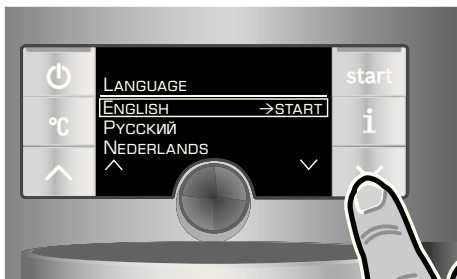 start
°C
i
LANGUAGE
ENGLISH →START
РУССКИЙ
NEDERLANDS